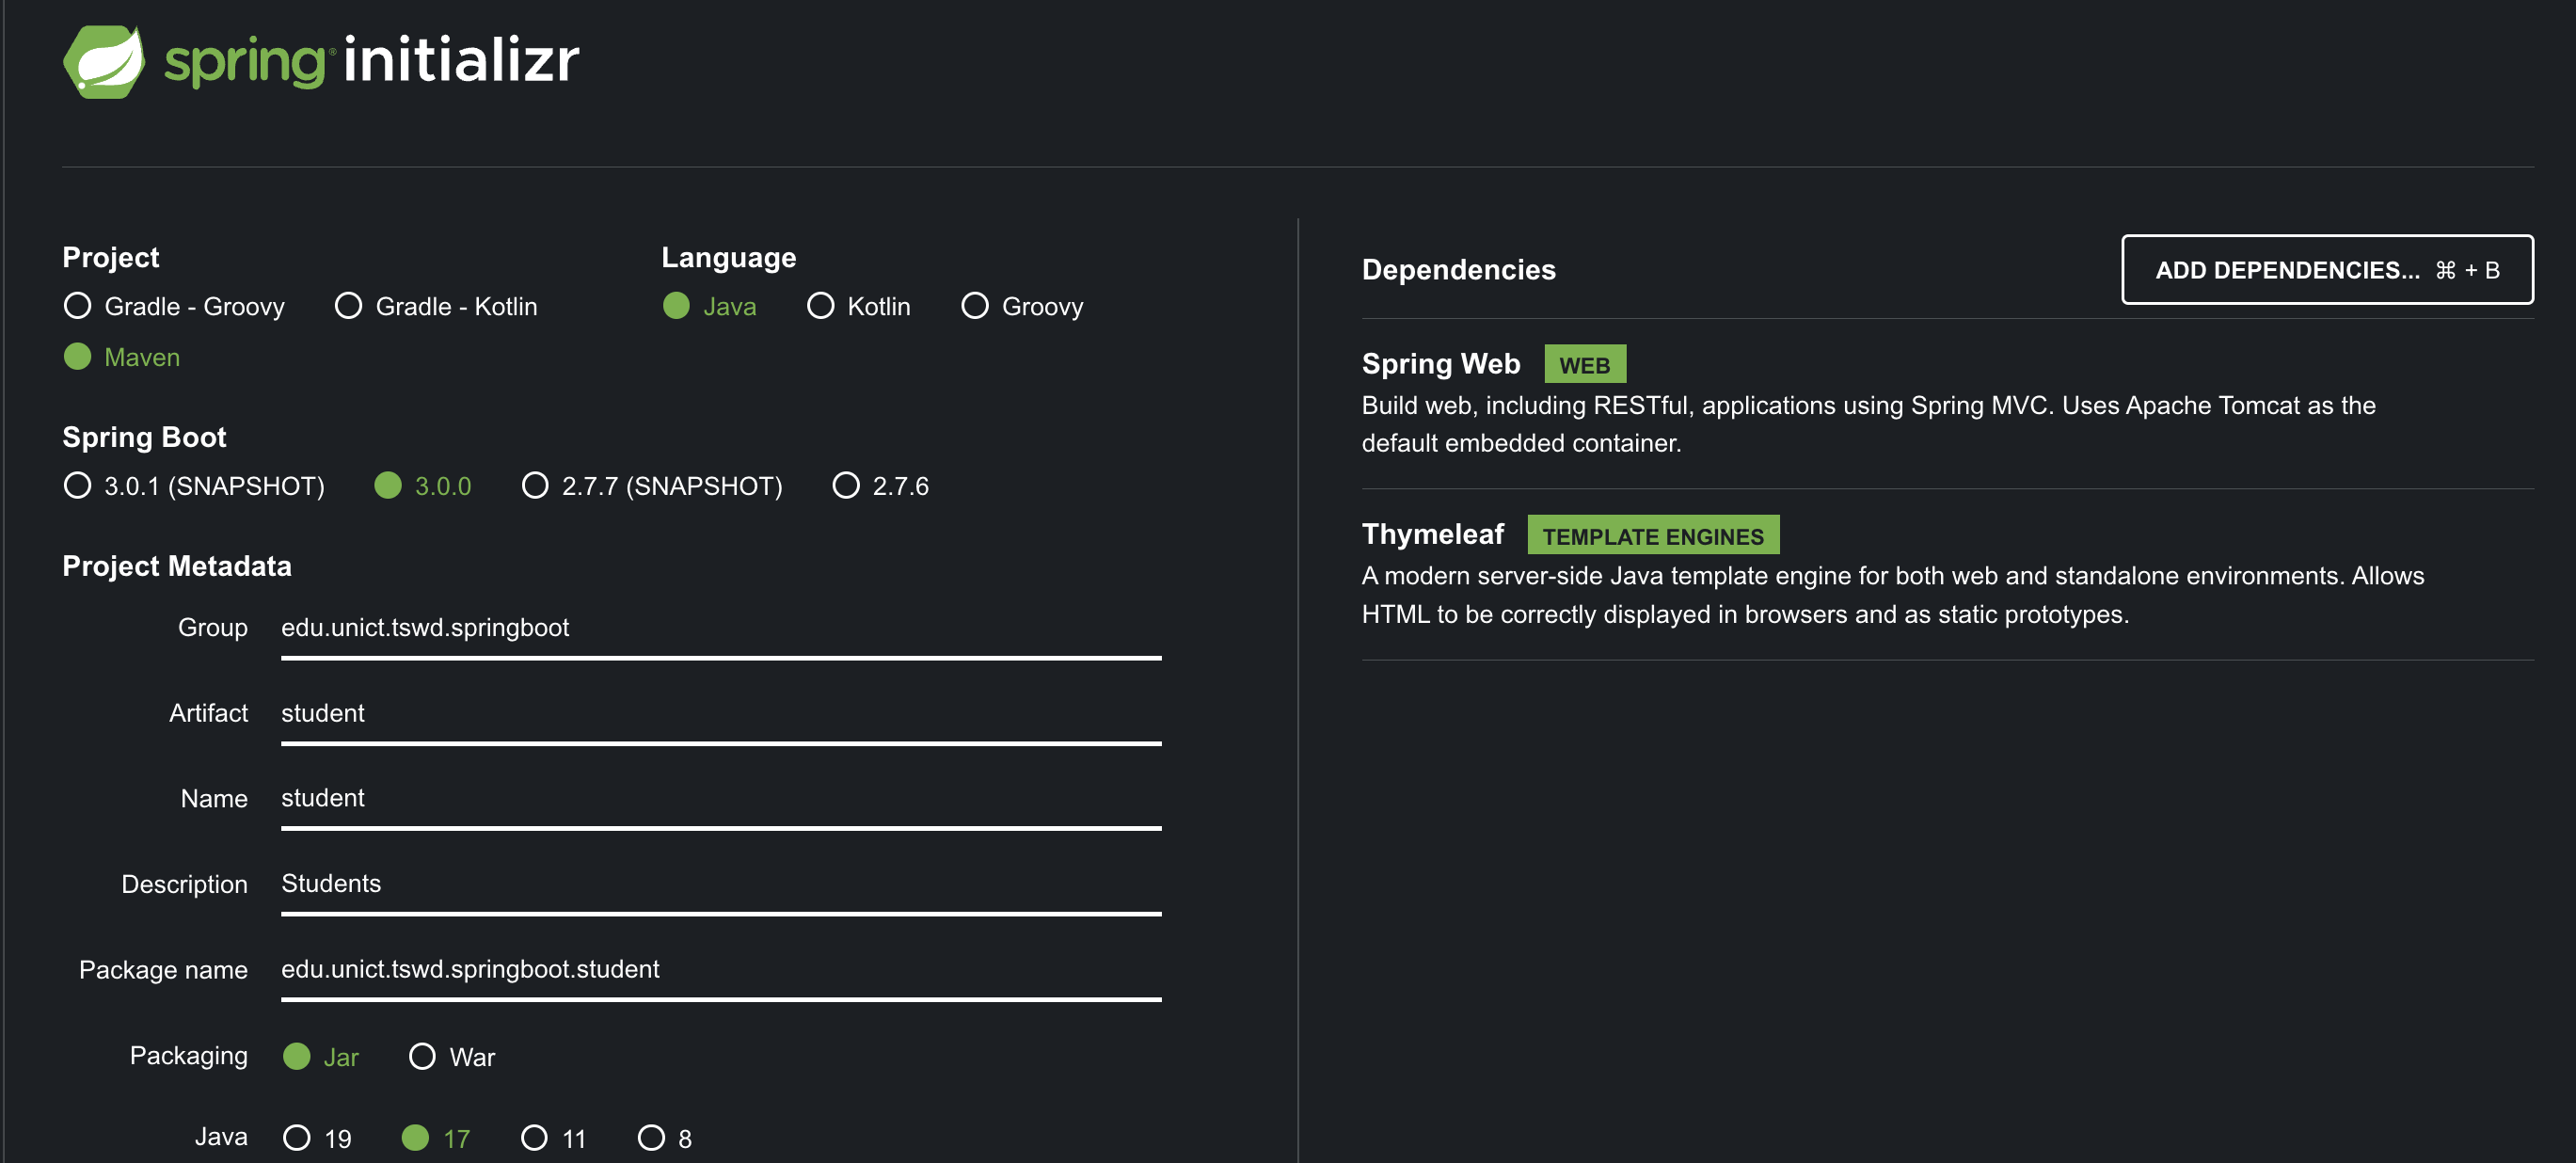 spring® initializr
Project
Gradle - Groovy Gradle - Kotlin
Maven
Language
Java Kotlin Groovy
Spring Boot
3.0.1 (SNAPSHOT) 3.0.0 2.7.7 (SNAPSHOT) 2.7.6
Project Metadata
Group edu.unict.tswd.springboot
Artifact student
Name student
Description Students
Package name edu.unict.tswd.springboot.student
Packaging Jar War
Java 19 17 11 8
Dependencies
ADD DEPENDENCIES... ⌘ + B
Spring Web WEB
Build web, including RESTful, applications using Spring MVC. Uses Apache Tomcat as the
default embedded container.
Thymeleaf TEMPLATE ENGINES
A modern server-side Java template engine for both web and standalone environments. Allows
HTML to be correctly displayed in browsers and as static prototypes.